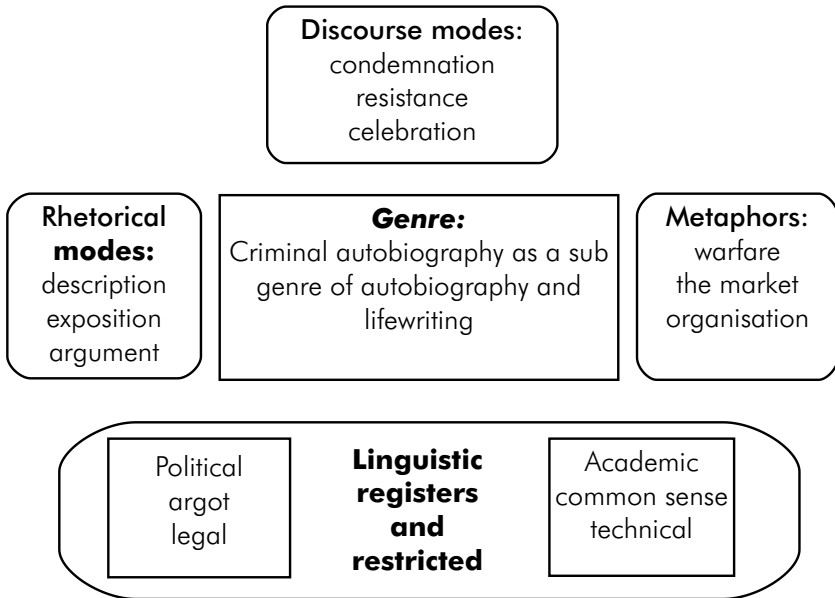 Discourse modes:
condemnation
resistance
celebration
Rhetorical
modes:
description
exposition
argument
Genre:
Criminal autobiography as a sub
genre of autobiography and
lifewriting
Metaphors:
warfare
the market
organisation
Political
argot
legal
Linguistic
registers
and
restricted
Academic
common sense
technical